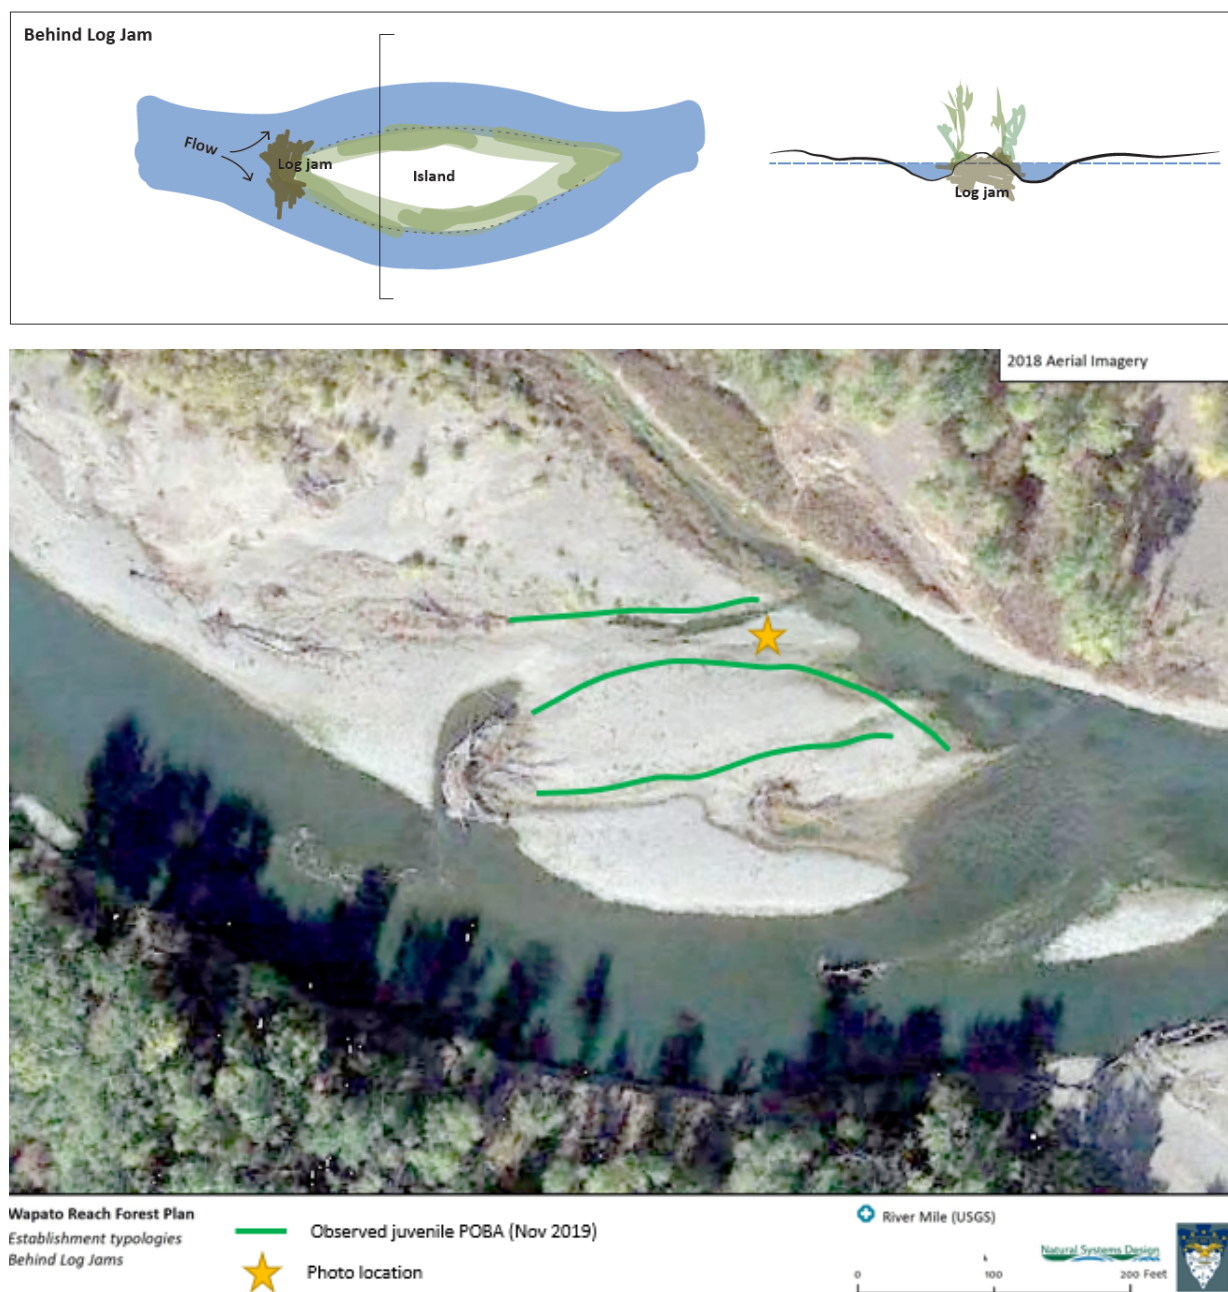 Behind Log Jam
Flow
Log jam
Island
Log jam
2018 Aerial Imagery
Wapato Reach Forest Plan
Establishment typologies
Behind Log Jams
Observed juvenile POBA (Nov 2019)
Photo location
River Mile (USGS)
Natural Systems Design
0 100 200 Feet